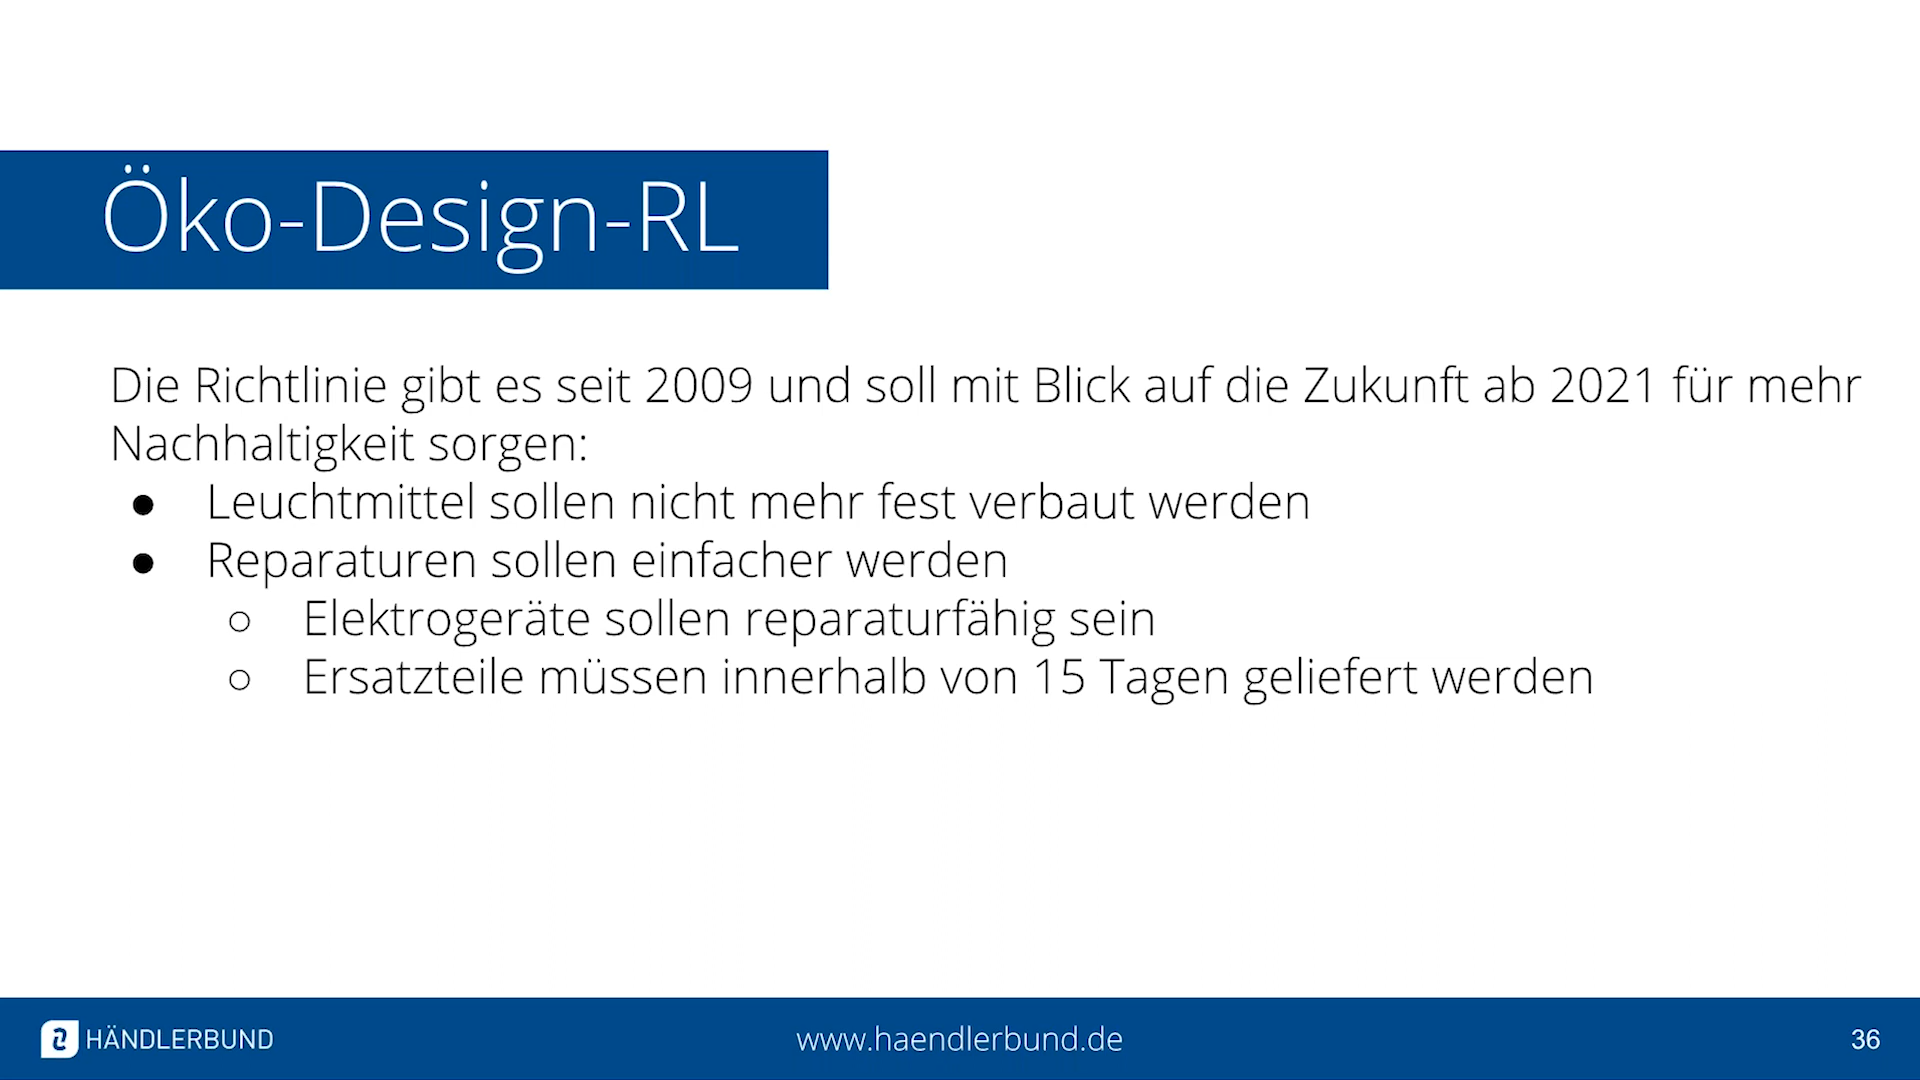 Öko-Design-RL
Die Richtlinie gibt es seit 2009 und soll mit Blick auf die Zukunft ab 2021 für mehr
Nachhaltigkeit sorgen:
● Leuchtmittel sollen nicht mehr fest verbaut werden
● Reparaturen sollen einfacher werden
○ Elektrogeräte sollen reparaturfähig sein
○ Ersatzteile müssen innerhalb von 15 Tagen geliefert werden
HÄNDLERBUND
www.haendlerbund.de
36